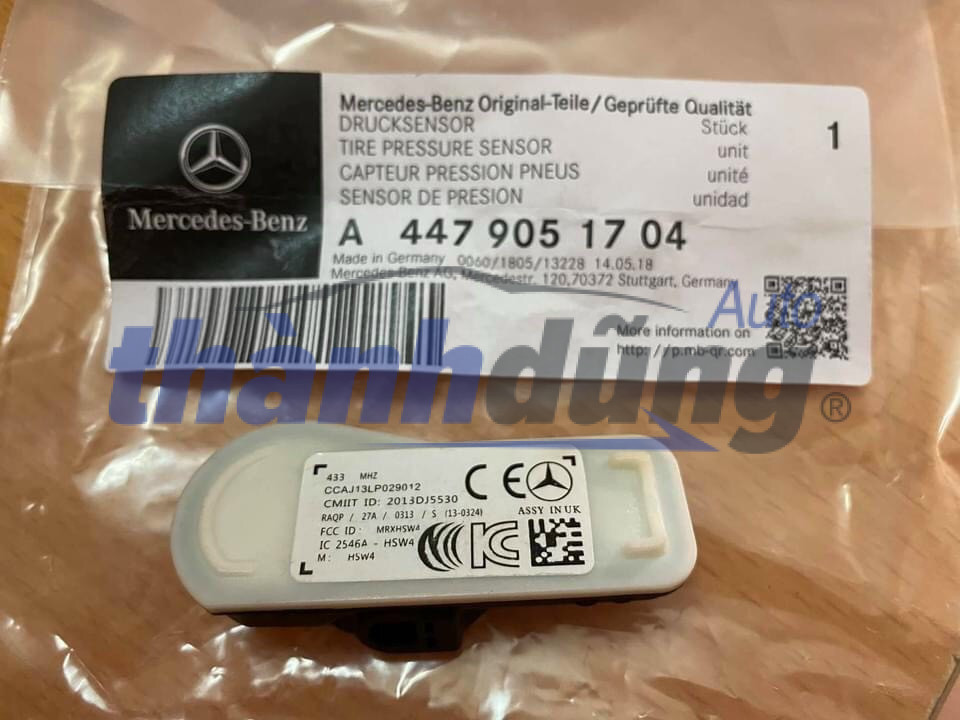 Mercedes-Benz Original-Teile/Geprüfte Qualität
DRUCKSENSOR Stück 1
TIRE PRESSURE SENSOR unit
CAPTEUR PRESSION PNEUS unité
SENSOR DE PRESION unidad
Mercedes-Benz
A 447 905 17 04
Made in Germany 0060/1805/13228 14.05.18
Mercedes-Benz AG, Mercedestr. 120,70372 Stuttgart, Germany
More information on
http://p.mb-qr.com
Auto
thànhdũng®
433 MHZ
CCAJ13LP029012
CMIIT ID: 2013DJ5530
RAQP / 27A / 0313 / S (13-0324)
FCC ID: MRXHSW4
IC 2546A - HSW4
M: HSW4
CE
ASSY IN UK
KC